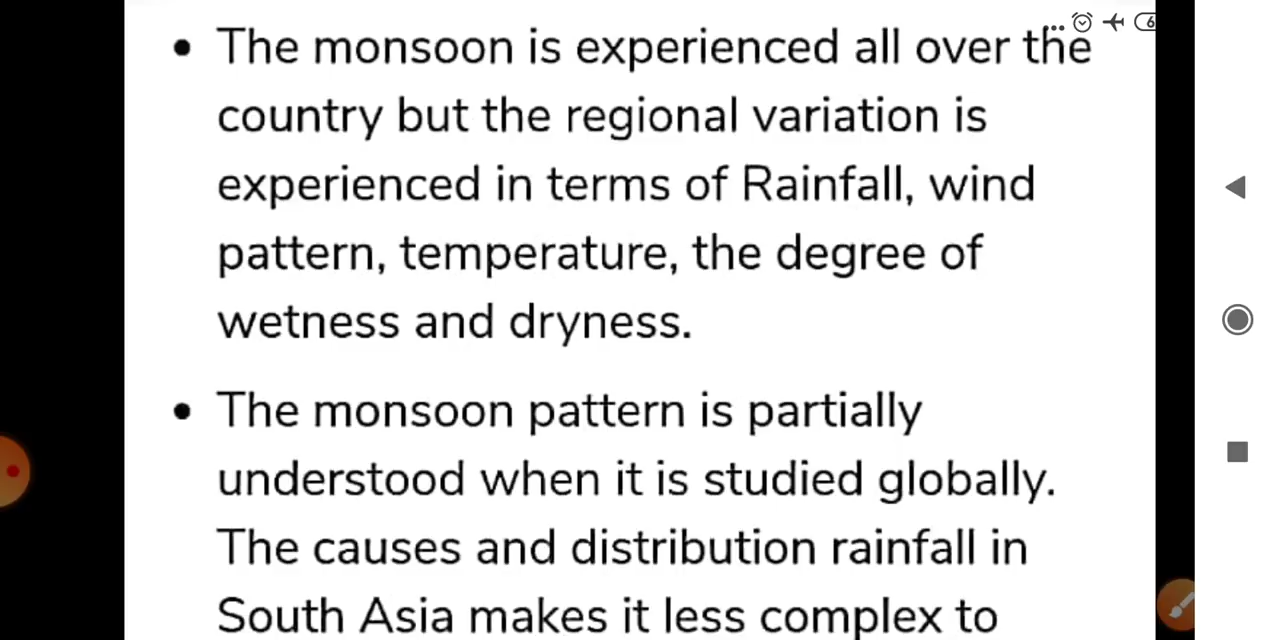 The monsoon is experienced all over the
country but the regional variation is
experienced in terms of Rainfall, wind
pattern, temperature, the degree of
wetness and dryness.
The monsoon pattern is partially
understood when it is studied globally.
The causes and distribution rainfall in
South Asia makes it less complex to